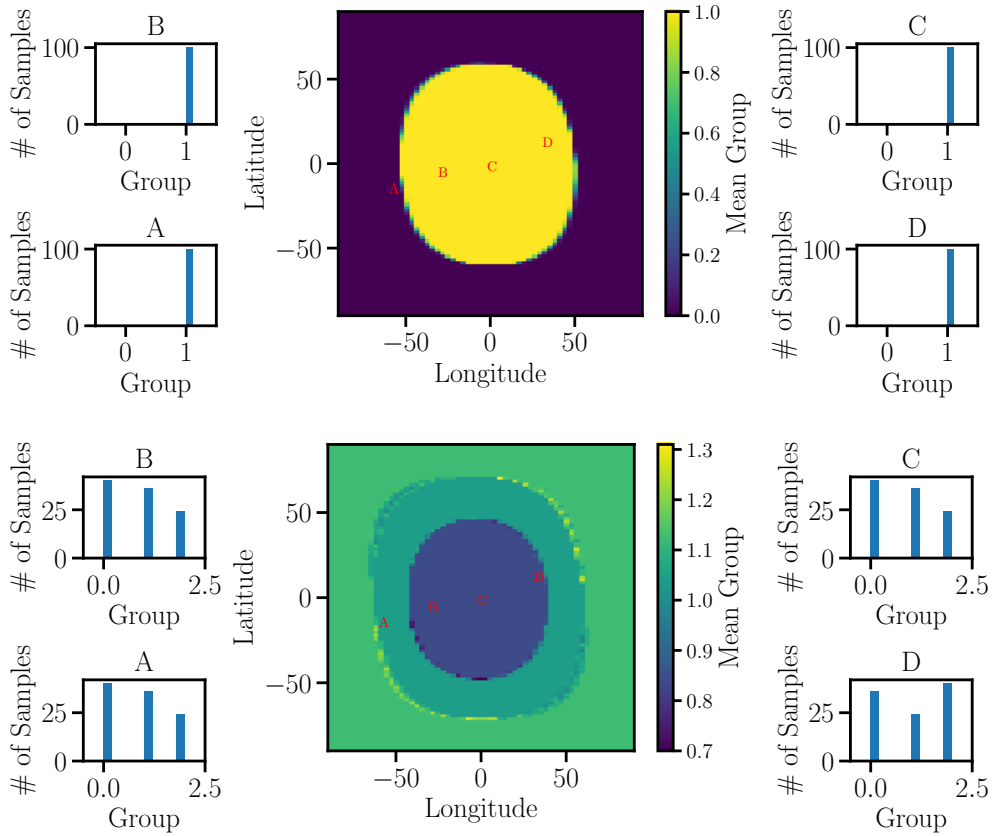 B
# of Samples
100
0
0
1
Group
A
# of Samples
100
0
0
1
Group
Latitude
50
0
−50
A
B
C
D
−50
0
50
Longitude
1.0
0.8
0.6
0.4
0.2
0.0
Mean Group
C
# of Samples
100
0
0
1
Group
D
# of Samples
100
0
0
1
Group
B
# of Samples
25
0
0.0
2.5
Group
A
# of Samples
25
0
0.0
2.5
Group
Latitude
50
0
−50
A
B
C
D
−50
0
50
Longitude
1.3
1.2
1.1
1.0
0.9
0.8
0.7
Mean Group
C
# of Samples
25
0
0.0
2.5
Group
D
# of Samples
25
0
0.0
2.5
Group